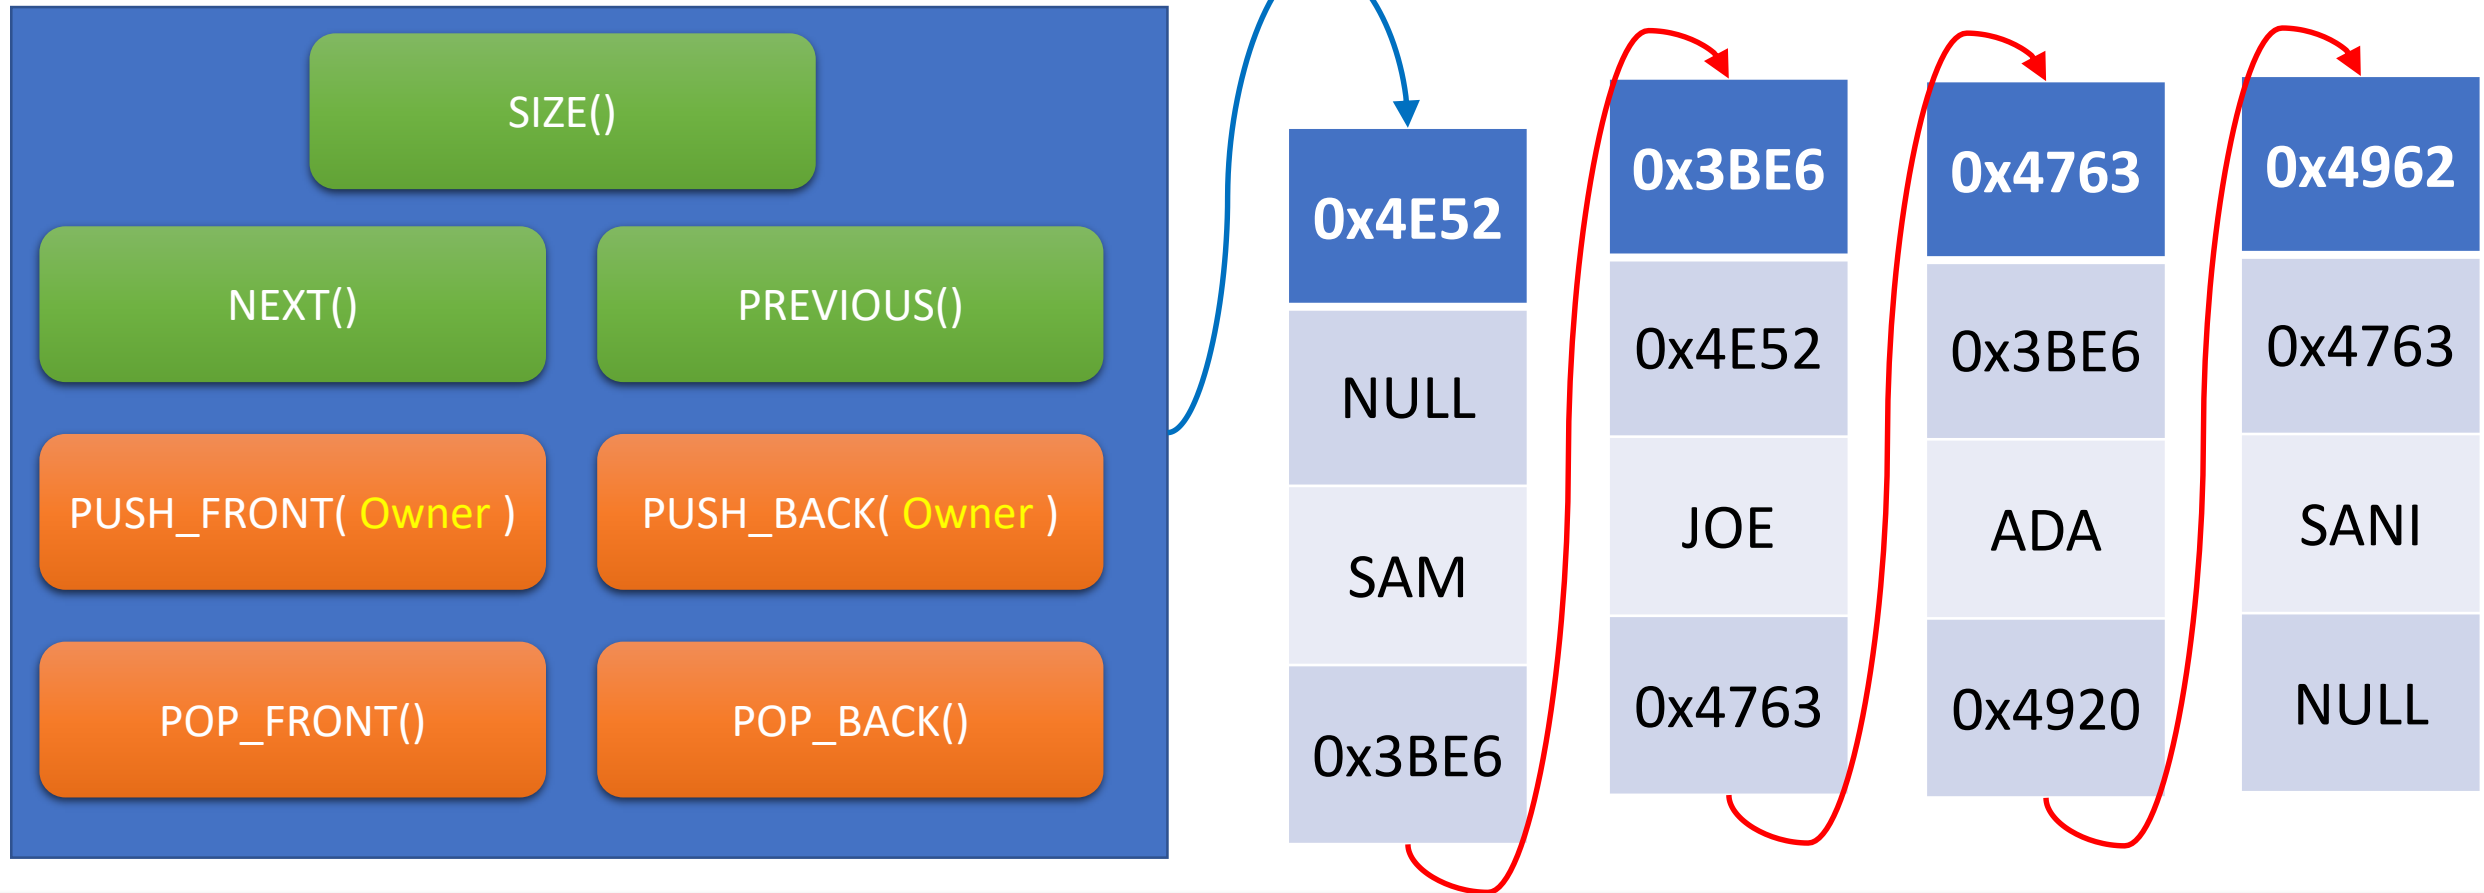 SIZE()
NEXT()
PREVIOUS()
PUSH_FRONT( Owner )
PUSH_BACK( Owner )
POP_FRONT()
POP_BACK()
0x4E52
NULL
SAM
0x3BE6
0x3BE6
0x4E52
JOE
0x4763
0x4763
0x3BE6
ADA
0x4920
0x4962
0x4763
SANI
NULL